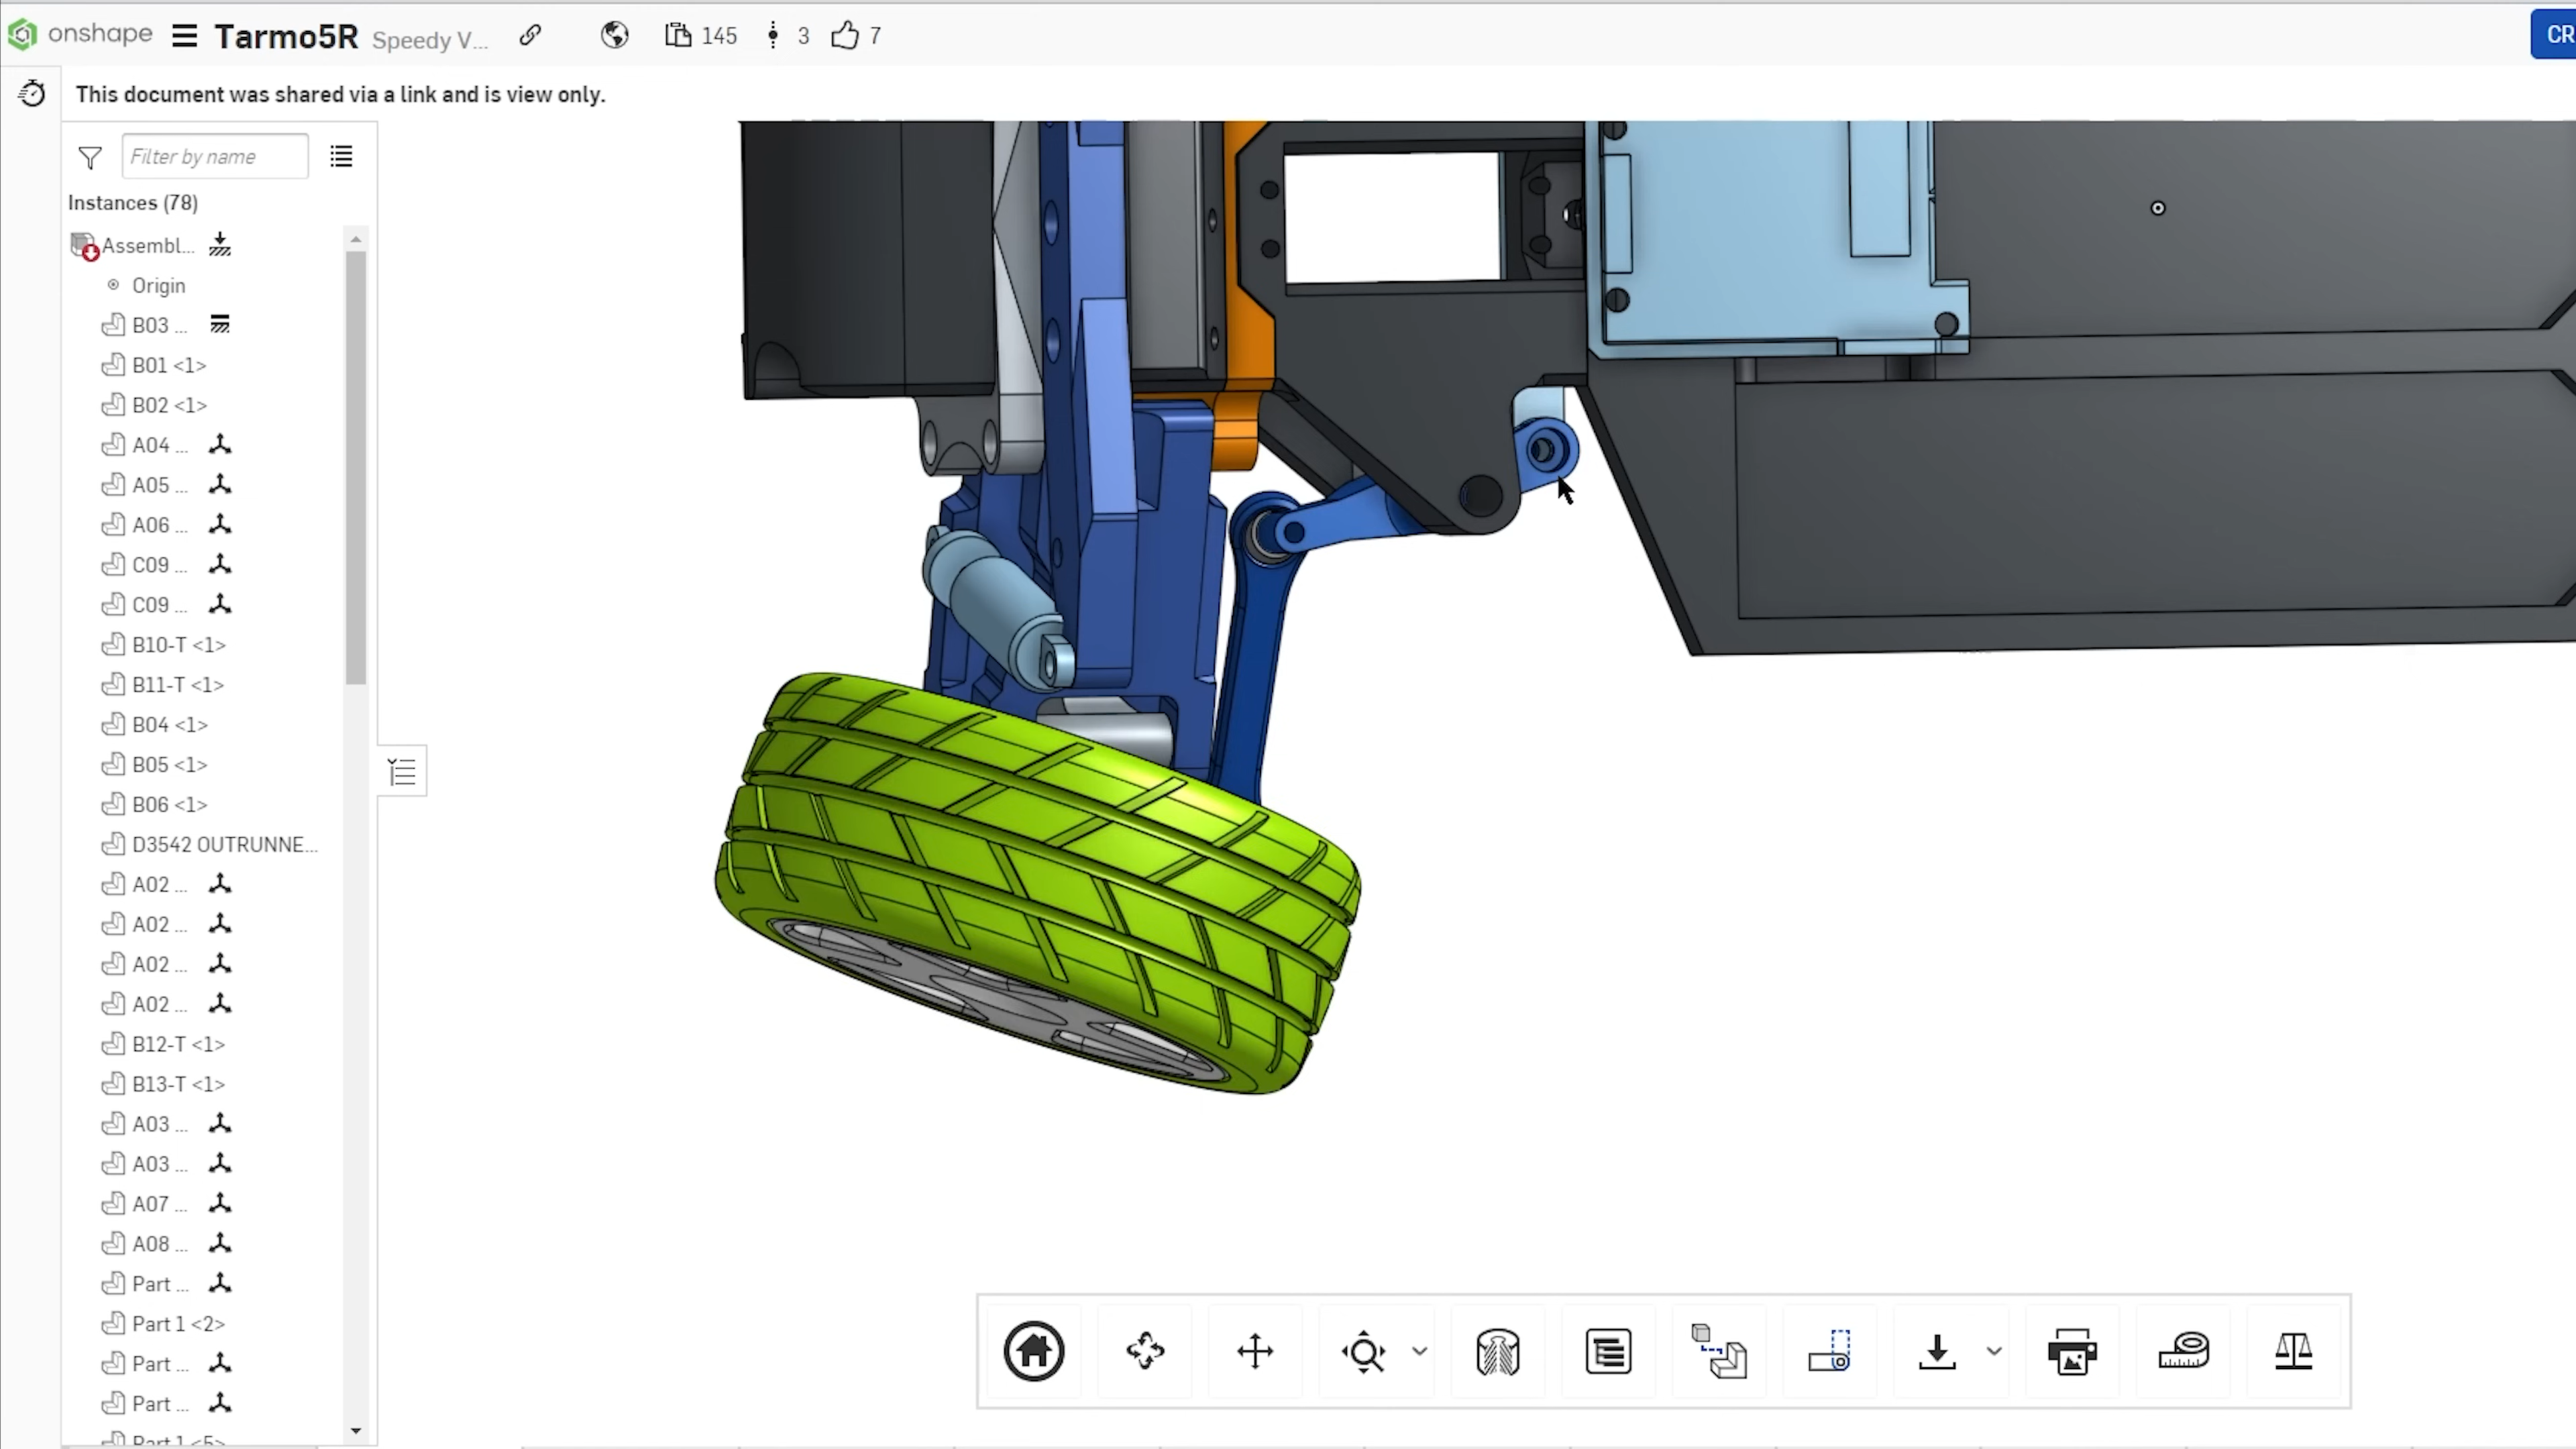 onshape Tarmo5R Speedy V... 145 3 7
CR
This document was shared via a link and is view only.
Filter by name
Instances (78)
Assembl...
Origin
B03 ...
B01 <1>
B02 <1>
A04 ...
A05 ...
A06 ...
C09 ...
C09 ...
B10-T <1>
B11-T <1>
B04 <1>
B05 <1>
B06 <1>
D3542 OUTRUNNE...
A02 ...
A02 ...
A02 ...
A02 ...
B12-T <1>
B13-T <1>
A03 ...
A03 ...
A07 ...
A08 ...
Part ...
Part 1 <2>
Part ...
Part ...
Part 1 <5>